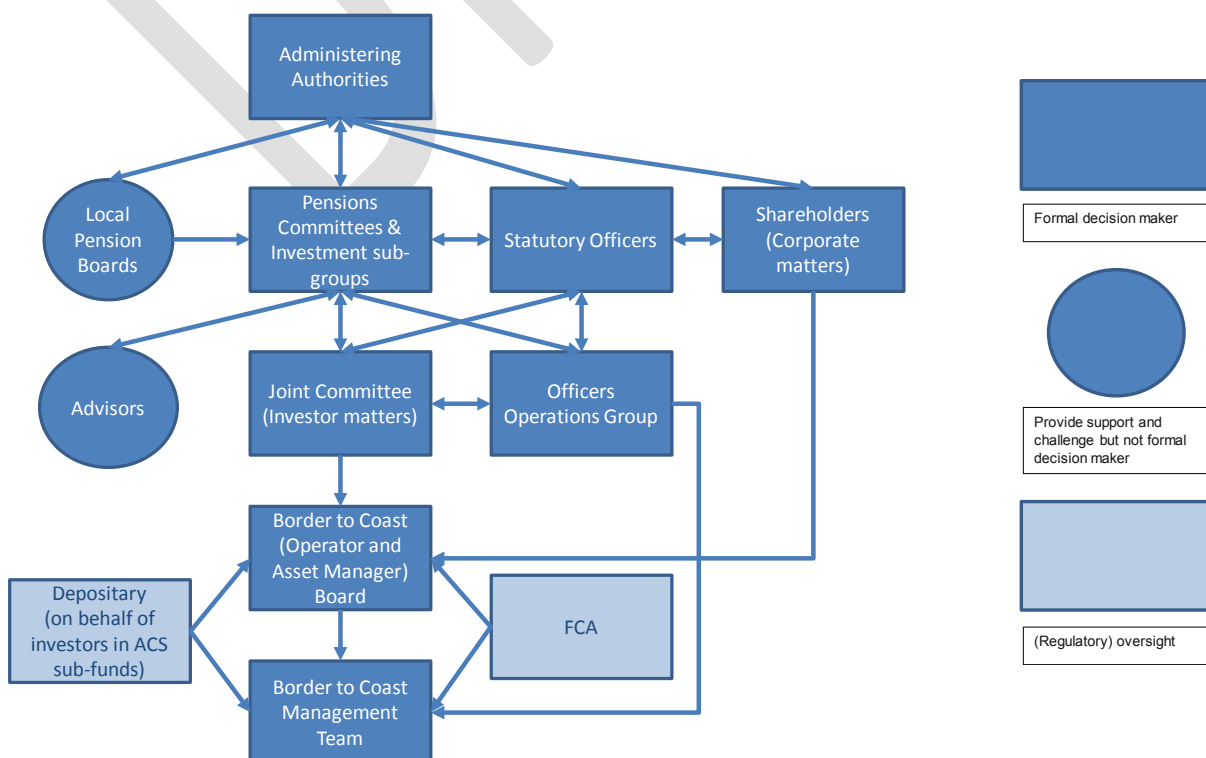 Administering
Authorities
Local
Pension
Boards
Pensions
Committees &
Investment sub-
groups
Statutory Officers
Shareholders
(Corporate
matters)
Formal decision maker
Advisors
Joint Committee
(Investor matters)
Officers
Operations Group
Provide support and
challenge but not formal
decision maker
Border to Coast
(Operator and
Asset Manager)
Board
Depositary
(on behalf of
investors in ACS
sub-funds)
FCA
(Regulatory) oversight
Border to Coast
Management
Team